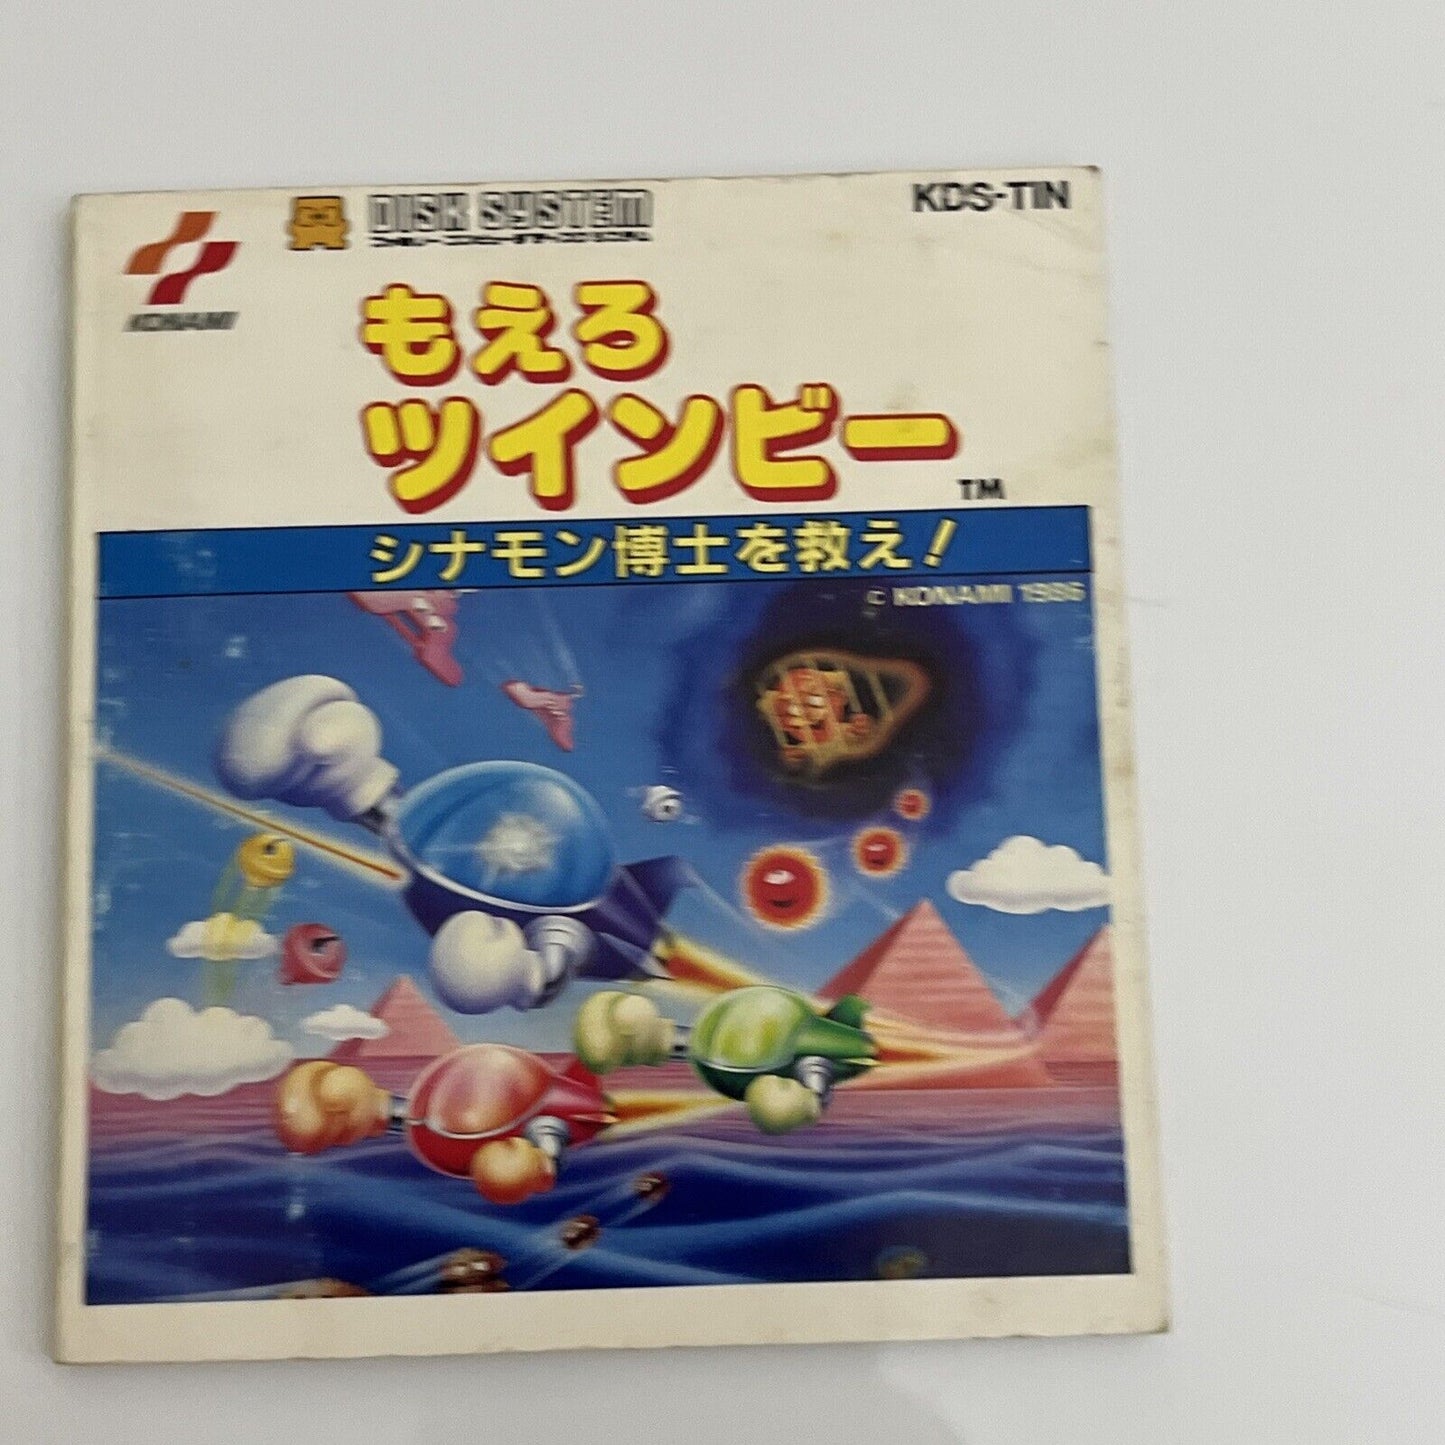 KONAMI
DISK SYSTEM
KDS-TIN
もえろ
ツインビー
TM
シナモン博士を救え!
© KONAMI 1986